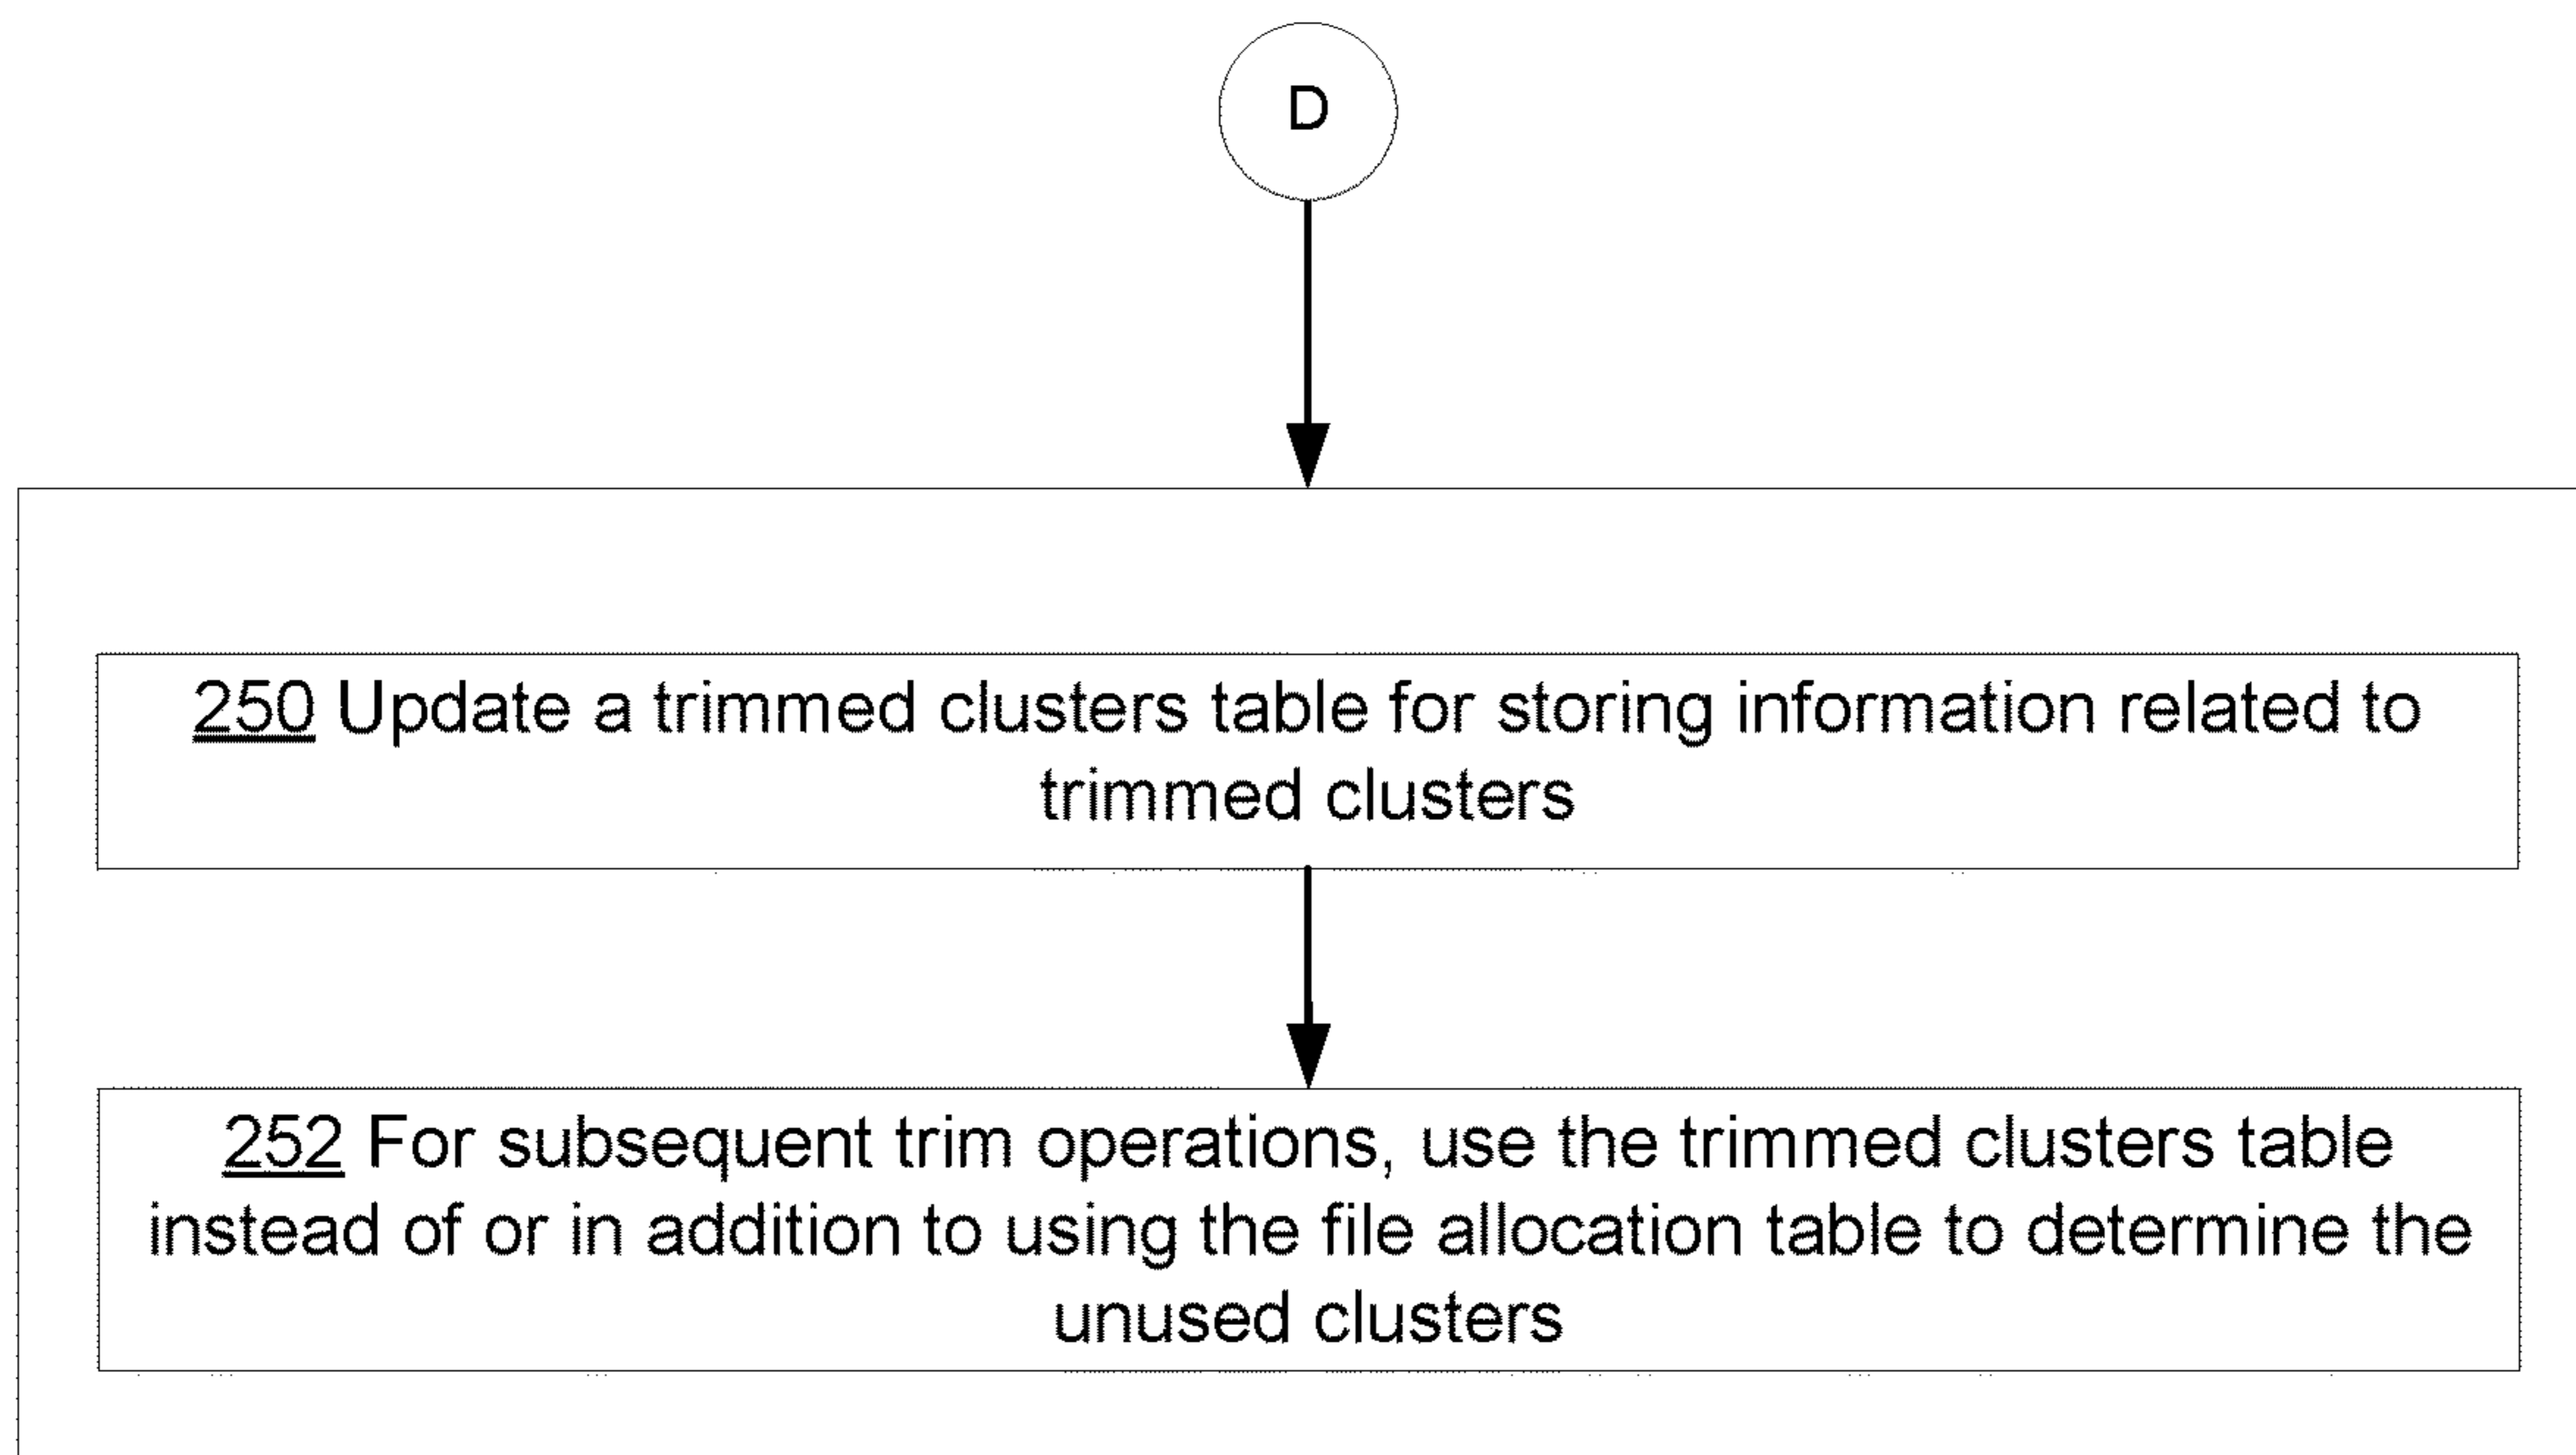 D
250 Update a trimmed clusters table for storing information related to
trimmed clusters
252 For subsequent trim operations, use the trimmed clusters table
instead of or in addition to using the file allocation table to determine the
unused clusters